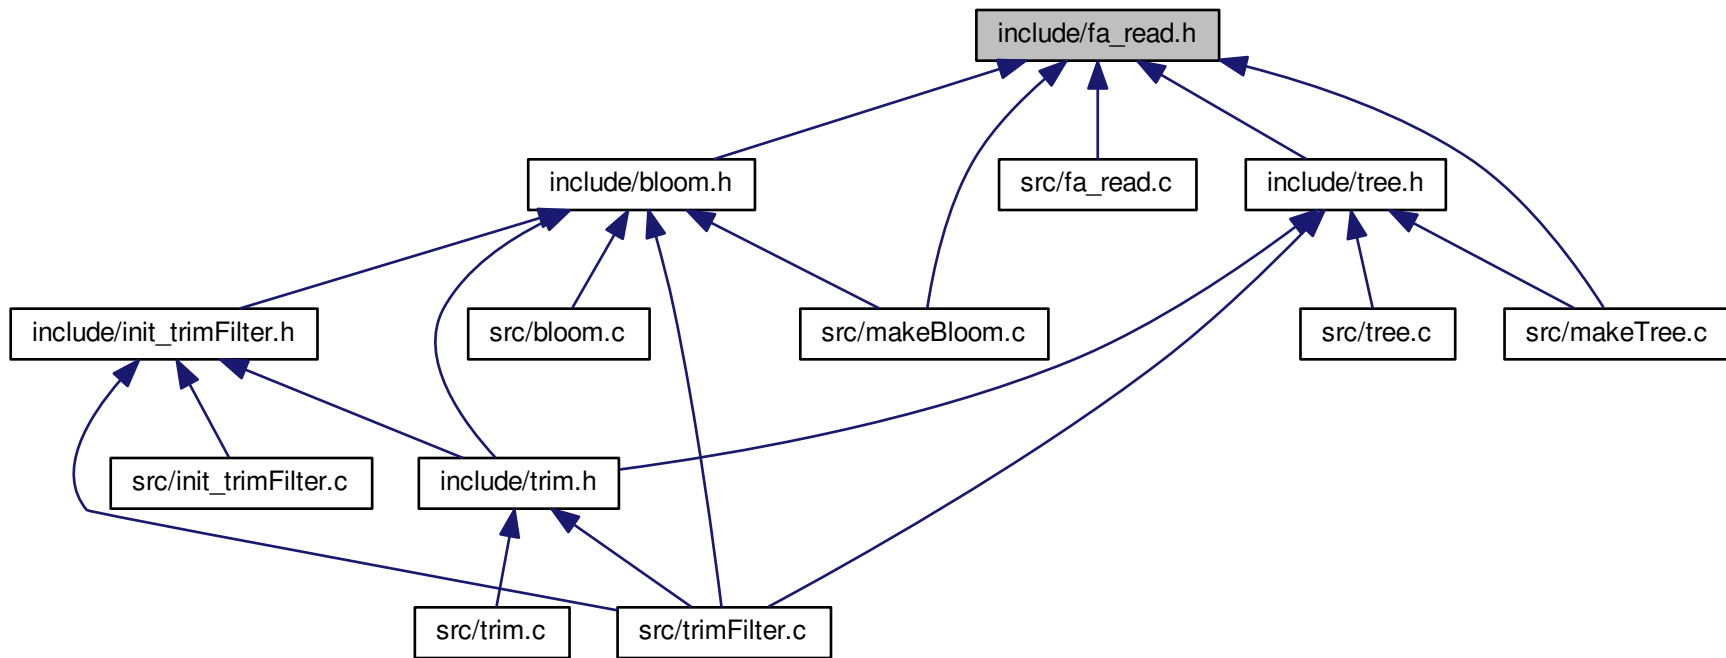 include/fa_read.h
include/bloom.h
src/fa_read.c
include/tree.h
include/init_trimFilter.h
src/bloom.c
src/makeBloom.c
src/tree.c
src/makeTree.c
src/init_trimFilter.c
include/trim.h
src/trim.c
src/trimFilter.c